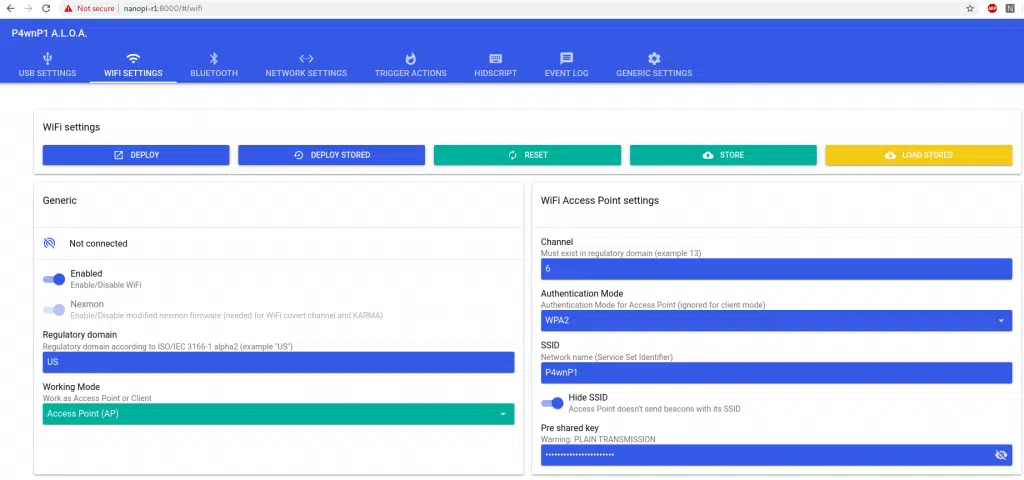 Not secure | nanopi-r1:8000/#/wifi
P4wnP1 A.L.O.A.
USB SETTINGS WIFI SETTINGS BLUETOOTH NETWORK SETTINGS TRIGGER ACTIONS HIDSCRIPT EVENT LOG GENERIC SETTINGS
WiFi settings
DEPLOY DEPLOY STORED RESET STORE LOAD STORED
Generic
Not connected
Enabled
Enable/Disable WiFi
Nexmon
Enable/Disable modified nexmon firmware (needed for WiFi covert channel and KARMA)
Regulatory domain
Regulatory domain according to ISO/IEC 3166-1 alpha2 (example "US")
US
Working Mode
Work as Access Point or Client
Access Point (AP)
WiFi Access Point settings
Channel
Must exist in regulatory domain (example 13)
6
Authentication Mode
Authentication Mode for Access Point (ignored for client mode)
WPA2
SSID
Network name (Service Set Identifier)
P4wnP1
Hide SSID
Access Point doesn't send beacons with its SSID
Pre shared key
Warning: PLAIN TRANSMISSION